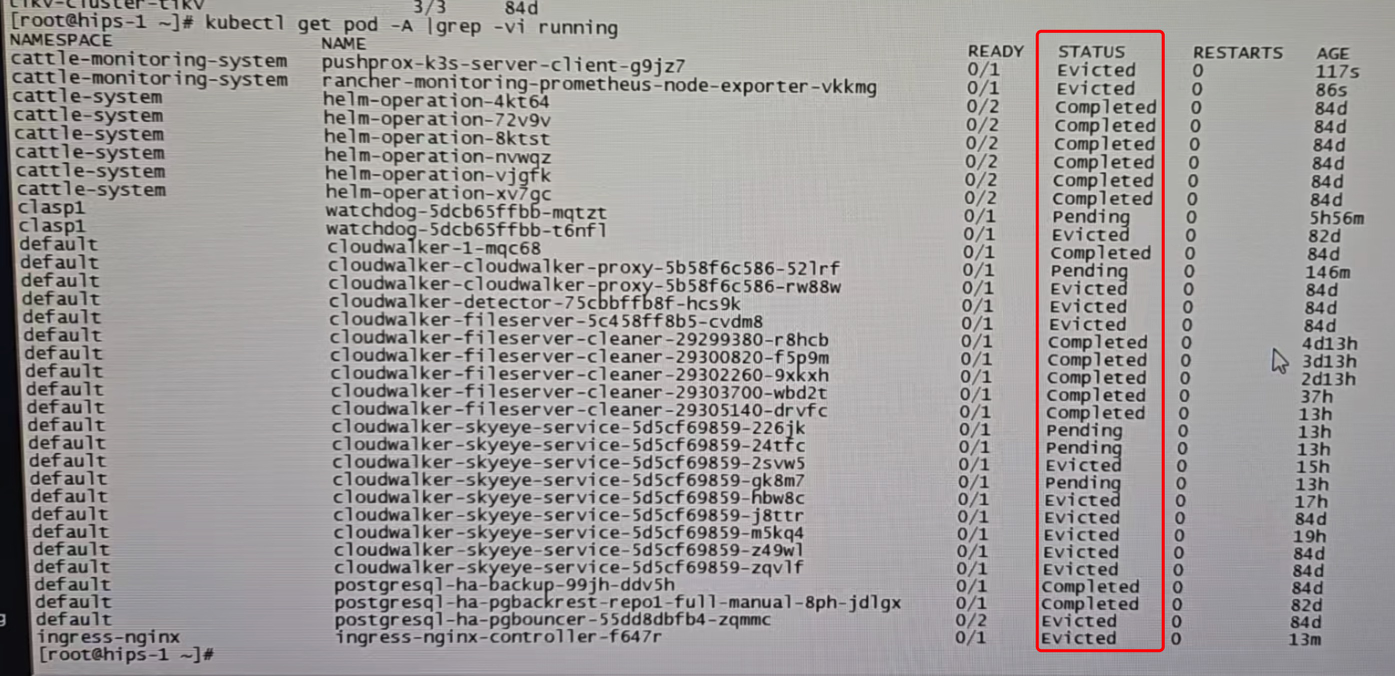 tikv-cluster-tikv 3/3 84d
[root@hips-1 ~]# kubectl get pod -A |grep -vi running
NAMESPACE NAME READY STATUS RESTARTS AGE
cattle-monitoring-system pushprox-k3s-server-client-g9jz7 0/1 Evicted 0 117s
cattle-monitoring-system rancher-monitoring-prometheus-node-exporter-vkkmg 0/1 Evicted 0 86s
cattle-system helm-operation-4kt64 0/2 Completed 0 84d
cattle-system helm-operation-72v9v 0/2 Completed 0 84d
cattle-system helm-operation-8ktst 0/2 Completed 0 84d
cattle-system helm-operation-nvwqz 0/2 Completed 0 84d
cattle-system helm-operation-vjgfk 0/2 Completed 0 84d
cattle-system helm-operation-xv7gc 0/2 Completed 0 84d
clasp1 watchdog-5dcb65ffbb-mqtzt 0/1 Pending 0 5h56m
clasp1 watchdog-5dcb65ffbb-t6nfl 0/1 Evicted 0 82d
default cloudwalker-1-mqc68 0/1 Completed 0 84d
default cloudwalker-cloudwalker-proxy-5b58f6c586-52lrf 0/1 Pending 0 146m
default cloudwalker-cloudwalker-proxy-5b58f6c586-rw88w 0/1 Evicted 0 84d
default cloudwalker-detector-75cbbffb8f-hcs9k 0/1 Evicted 0 84d
default cloudwalker-fileserver-5c458ff8b5-cvdm8 0/1 Evicted 0 84d
default cloudwalker-fileserver-cleaner-29299380-r8hcb 0/1 Completed 0 4d13h
default cloudwalker-fileserver-cleaner-29300820-f5p9m 0/1 Completed 0 3d13h
default cloudwalker-fileserver-cleaner-29302260-9xkxh 0/1 Completed 0 2d13h
default cloudwalker-fileserver-cleaner-29303700-wbd2t 0/1 Completed 0 37h
default cloudwalker-fileserver-cleaner-29305140-drvfc 0/1 Completed 0 13h
default cloudwalker-skyeye-service-5d5cf69859-226jk 0/1 Pending 0 13h
default cloudwalker-skyeye-service-5d5cf69859-24tfc 0/1 Pending 0 13h
default cloudwalker-skyeye-service-5d5cf69859-2svw5 0/1 Evicted 0 15h
default cloudwalker-skyeye-service-5d5cf69859-gk8m7 0/1 Pending 0 13h
default cloudwalker-skyeye-service-5d5cf69859-hbw8c 0/1 Evicted 0 17h
default cloudwalker-skyeye-service-5d5cf69859-j8ttr 0/1 Evicted 0 84d
default cloudwalker-skyeye-service-5d5cf69859-m5kq4 0/1 Evicted 0 19h
default cloudwalker-skyeye-service-5d5cf69859-z49wl 0/1 Evicted 0 84d
default cloudwalker-skyeye-service-5d5cf69859-zqvlf 0/1 Evicted 0 84d
default postgresql-ha-backup-99jh-ddv5h 0/1 Completed 0 84d
default postgresql-ha-pgbackrest-repo1-full-manual-8ph-jdlgx 0/1 Completed 0 82d
default postgresql-ha-pgbouncer-55dd8dbfb4-zqmmc 0/2 Evicted 0 84d
ingress-nginx ingress-nginx-controller-f647r 0/1 Evicted 0 13m
[root@hips-1 ~]#